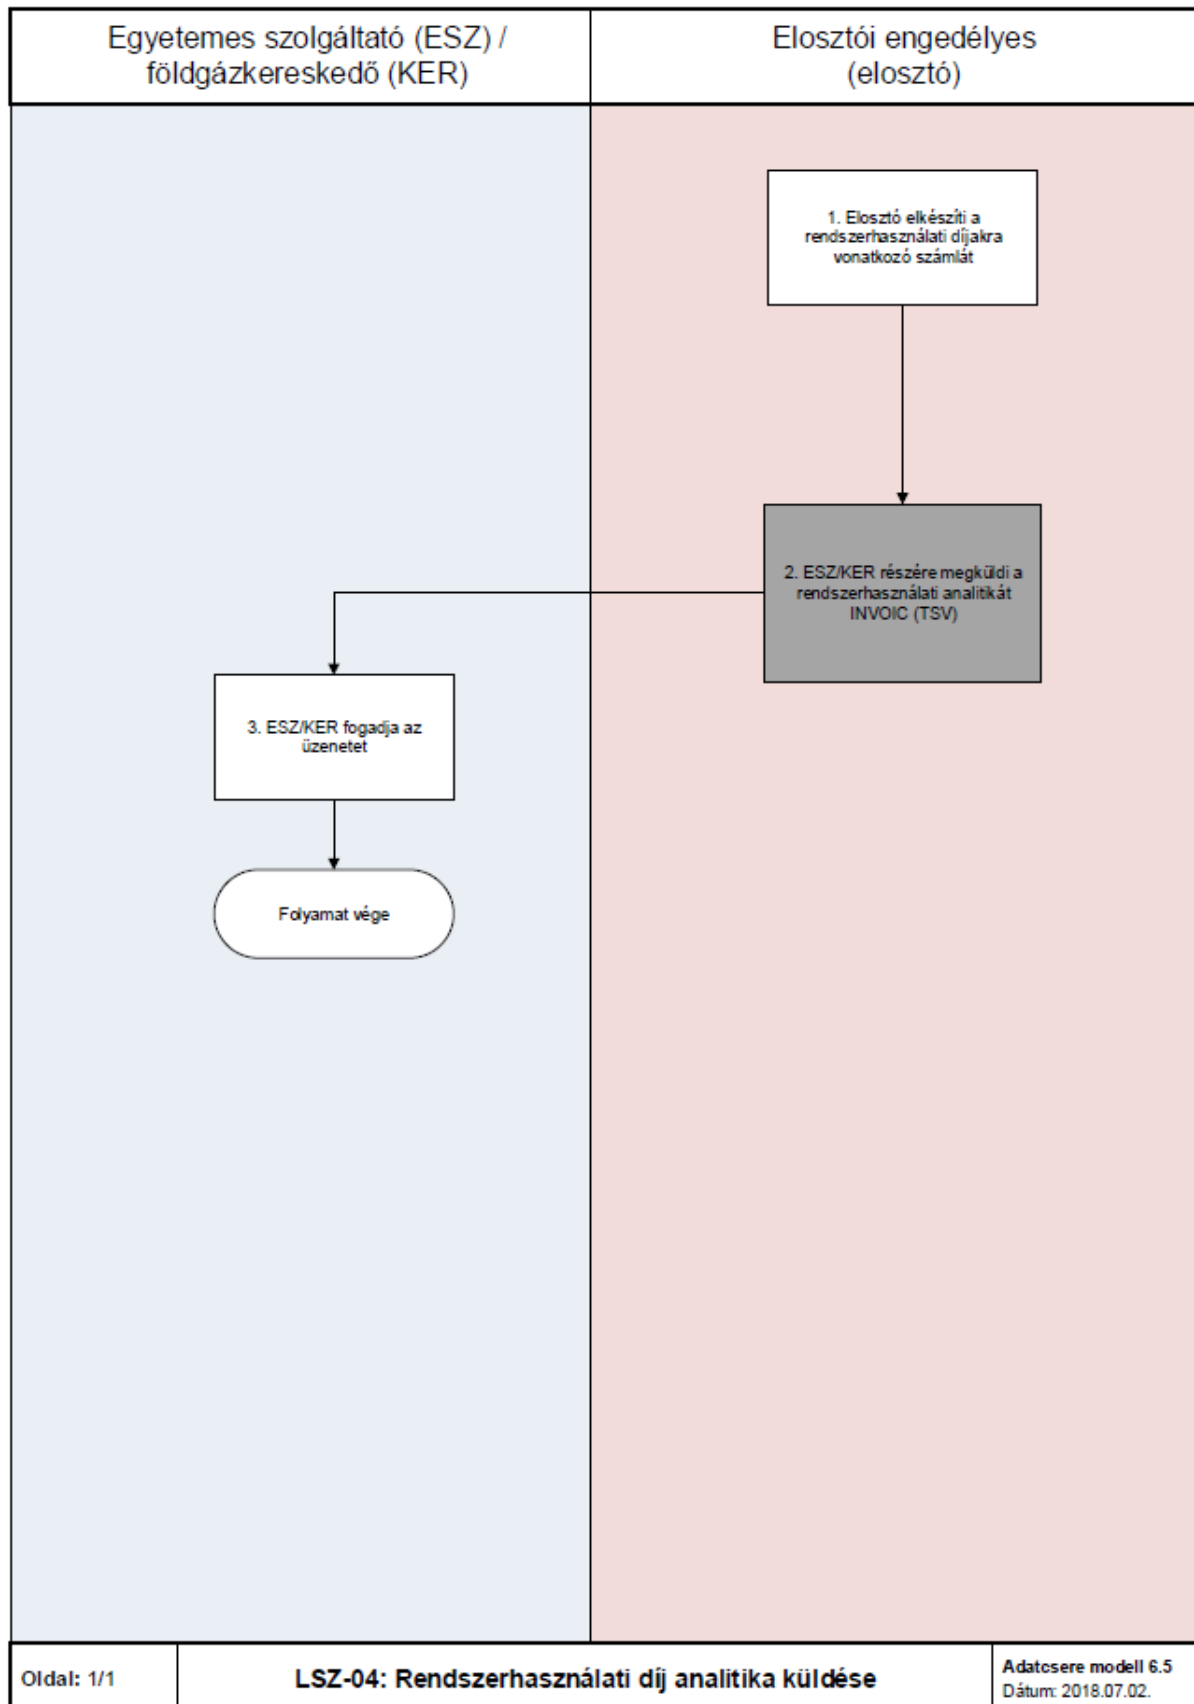 Egyetemes szolgáltató (ESZ) /
földgázkereskedő (KER)
Elosztói engedélyes
(elosztó)
1. Elosztó elkészíti a
rendszerhasználati díjakra
vonatkozó számlát
2. ESZ/KER részére megküldi a
rendszerhasználati analitikát
INVOIC (TSV)
3. ESZ/KER fogadja az
üzenetet
Folyamat vége
Oldal: 1/1
LSZ-04: Rendszerhasználati díj analitika küldése
Adatcsere modell 6.5
Dátum: 2018.07.02.